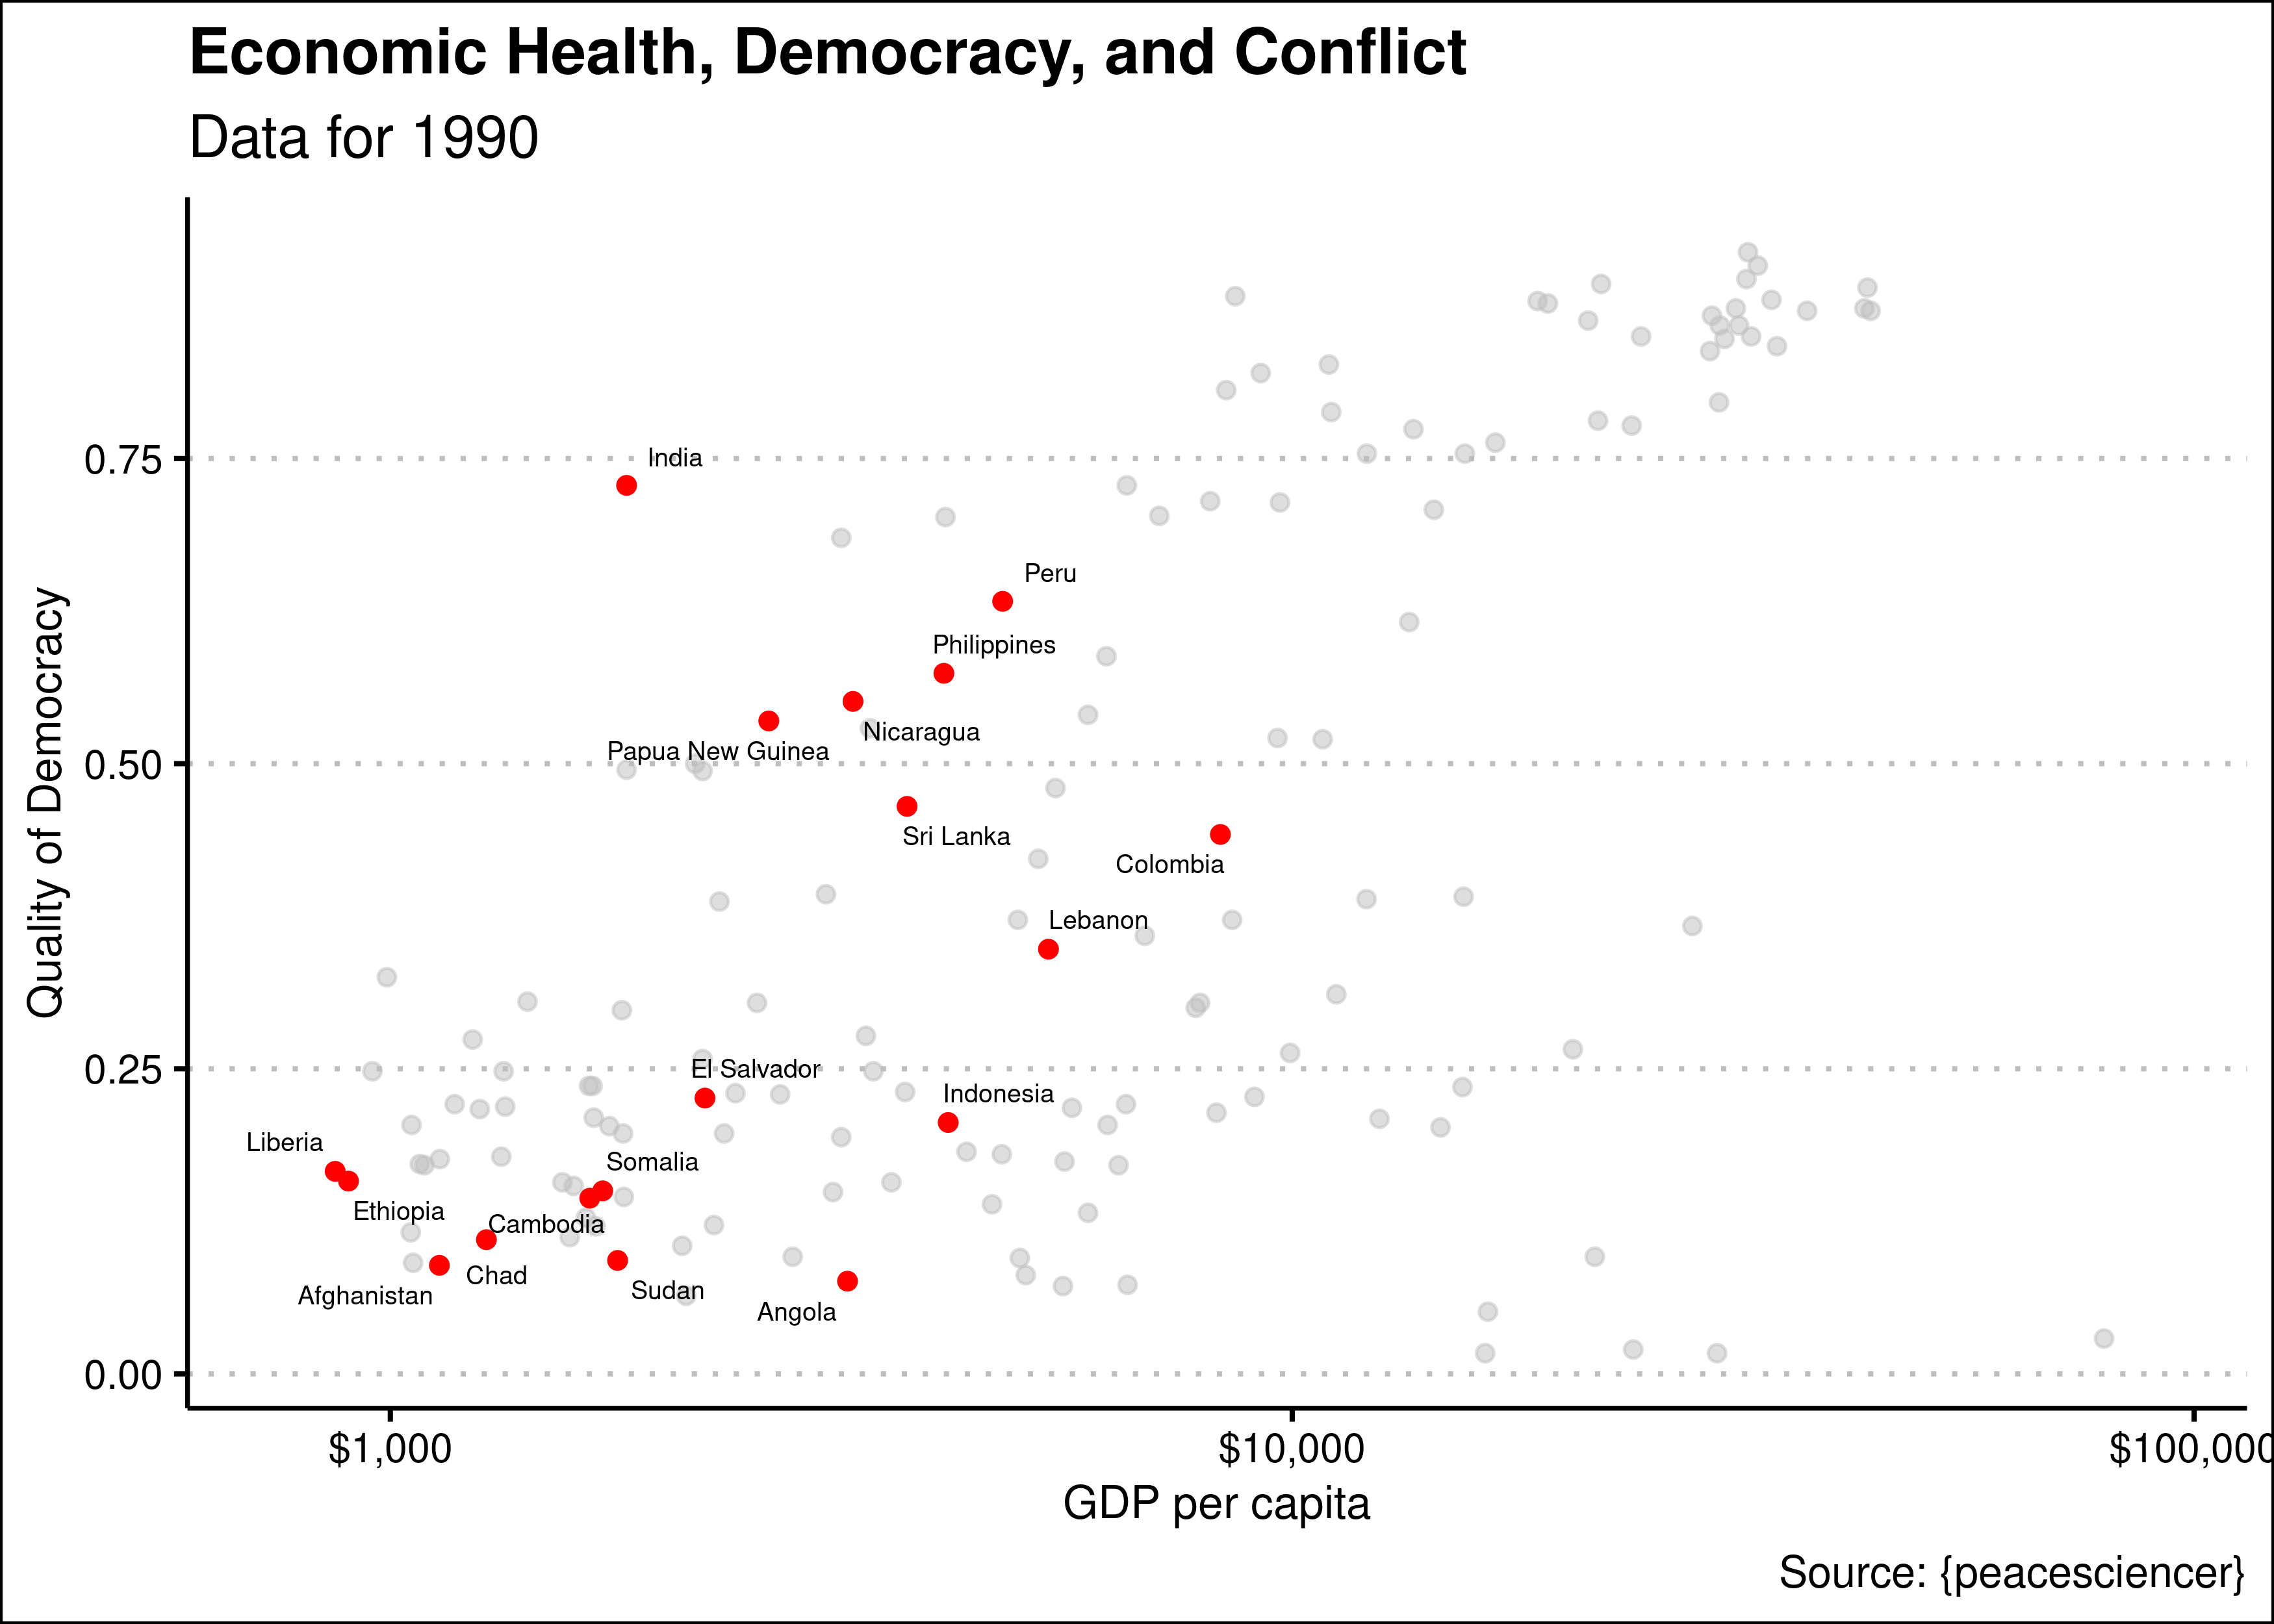 Economic Health, Democracy, and Conflict
Data for 1990
Quality of Democracy
0.75
0.50
0.25
0.00
India
Peru
Philippines
Nicaragua
Papua New Guinea
Sri Lanka
Colombia
Lebanon
El Salvador
Indonesia
Liberia
Somalia
Ethiopia
Cambodia
Chad
Afghanistan
Sudan
Angola
$1,000
$10,000
$100,000
GDP per capita
Source: {peacesciencer}